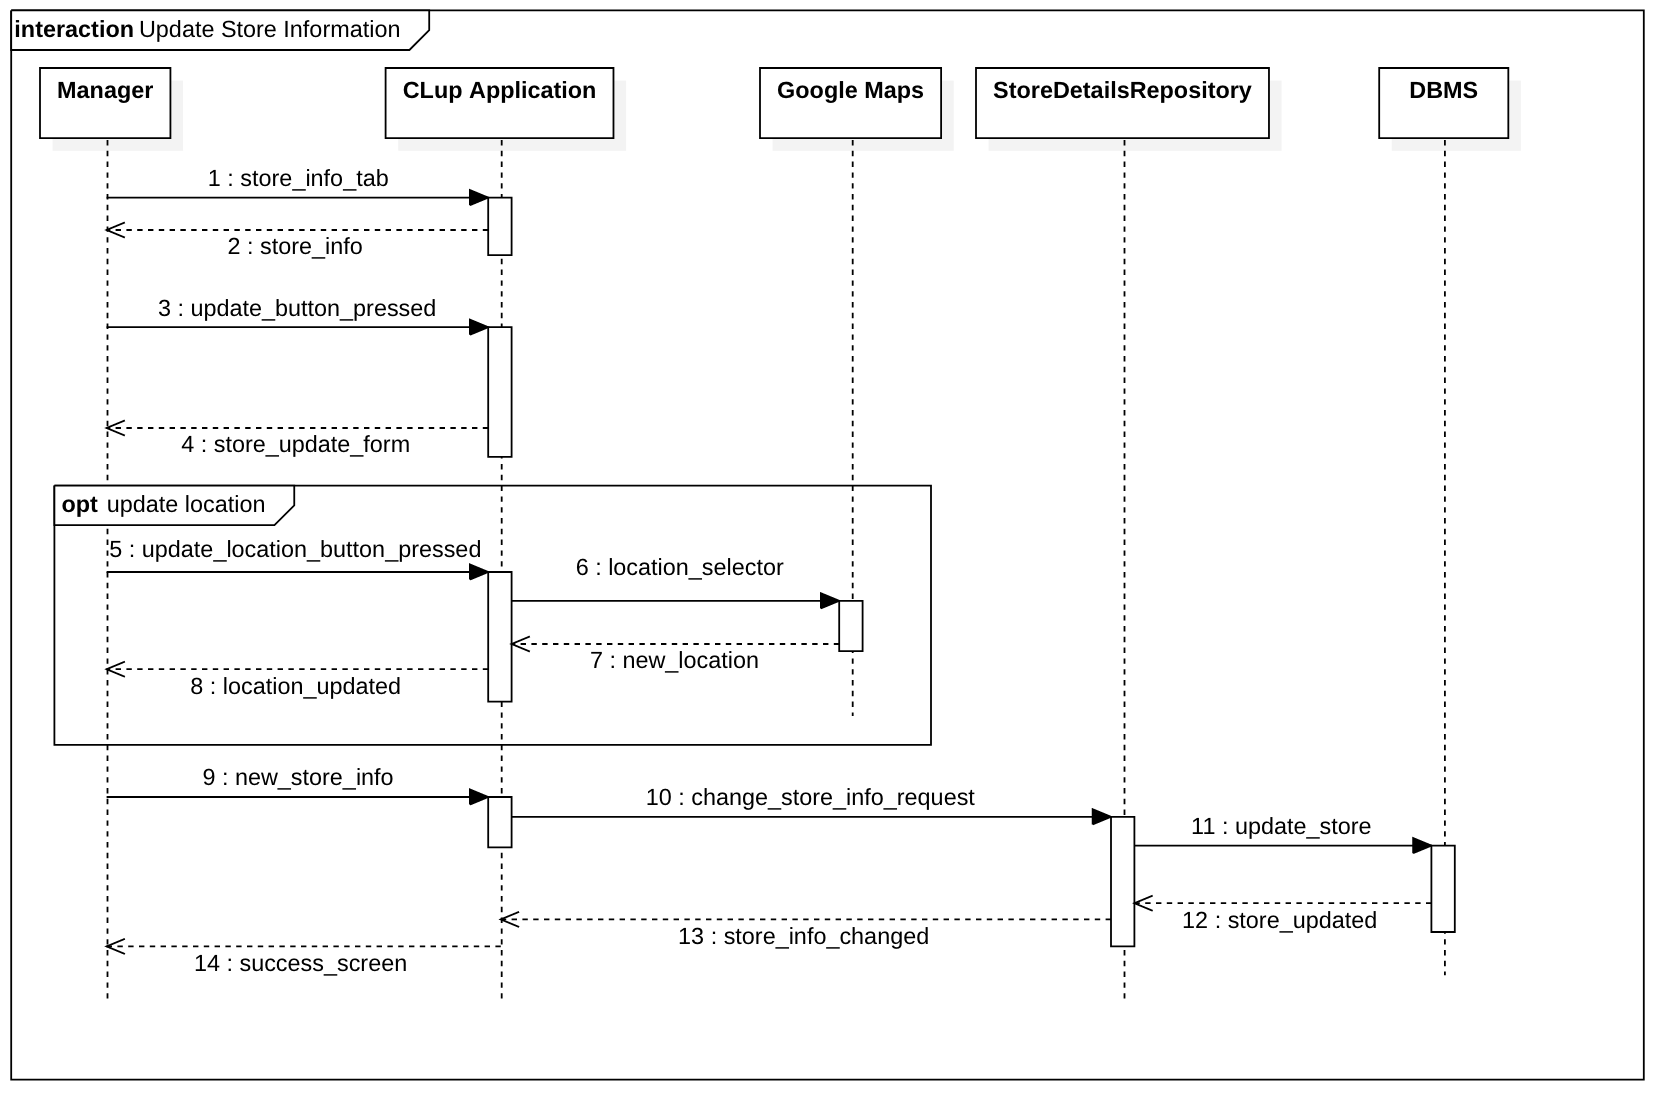 interaction Update Store Information
Manager
CLup Application
Google Maps
StoreDetailsRepository
DBMS
1 : store_info_tab
2 : store_info
3 : update_button_pressed
4 : store_update_form
opt update location
5 : update_location_button_pressed
6 : location_selector
7 : new_location
8 : location_updated
9 : new_store_info
10 : change_store_info_request
11 : update_store
12 : store_updated
13 : store_info_changed
14 : success_screen